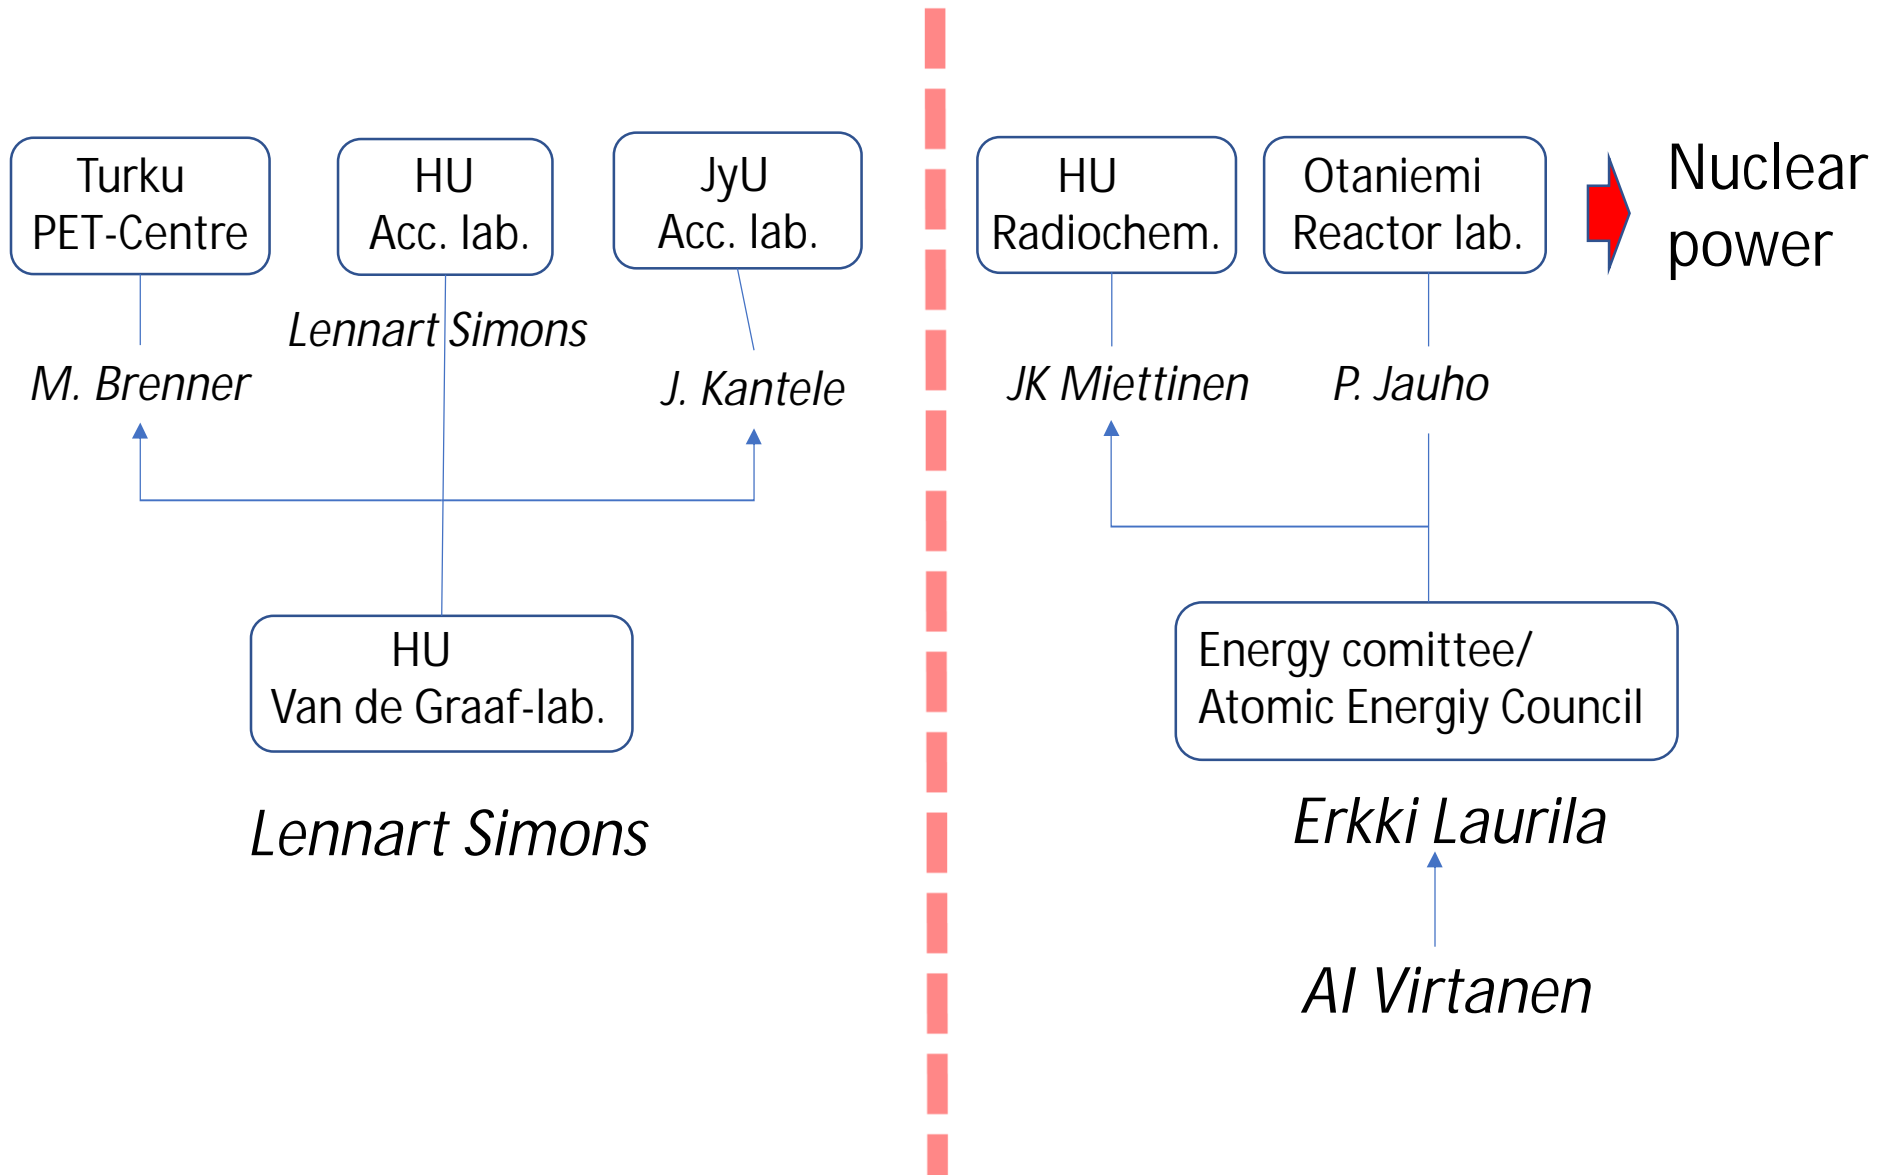 Turku
PET-Centre
HU
Acc. lab.
JyU
Acc. lab.
Lennart Simons
M. Brenner
J. Kantele
HU
Van de Graaf-lab.
Lennart Simons
HU
Radiochem.
Otaniemi
Reactor lab.
Nuclear
power
JK Miettinen
P. Jauho
Energy comittee/
Atomic Energiy Council
Erkki Laurila
AI Virtanen